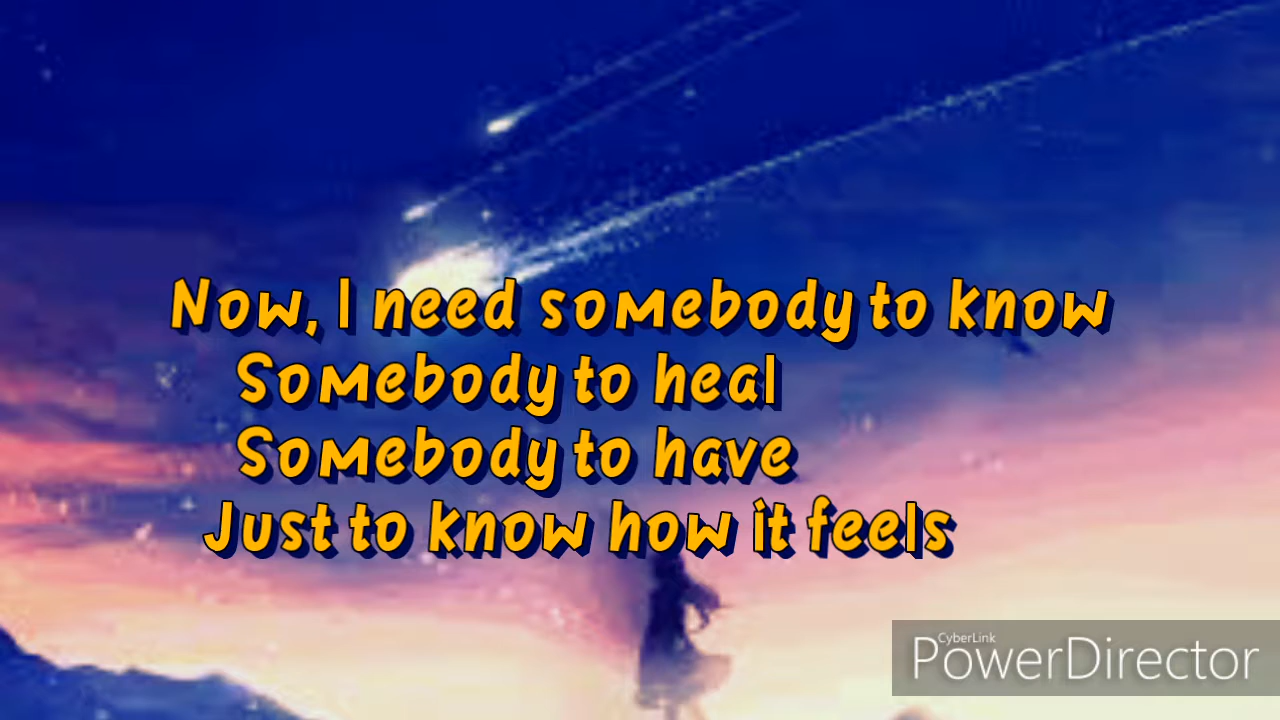 Now, I need somebody to know
Somebody to heal
Somebody to have
Just to know how it feels
CyberLink
PowerDirector